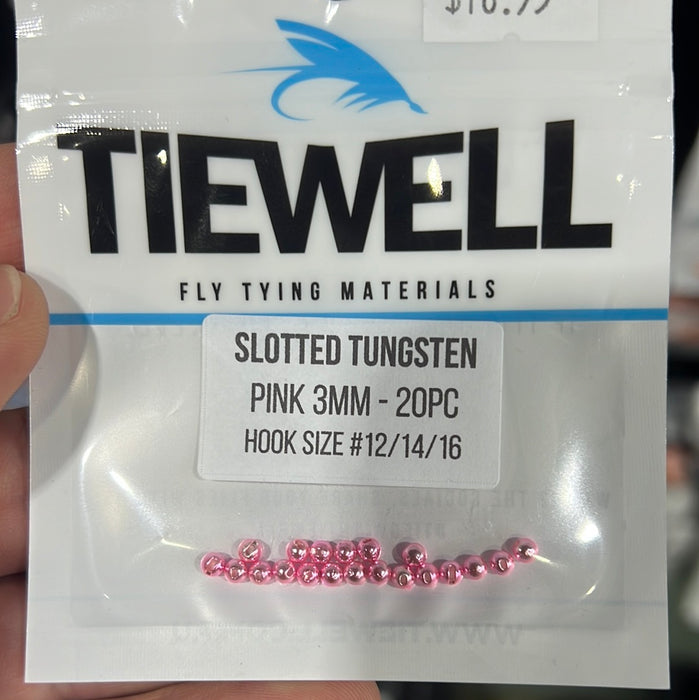 TIEWELL
FLY TYING MATERIALS
SLOTTED TUNGSTEN
PINK 3MM - 20PC
HOOK SIZE #12/14/16